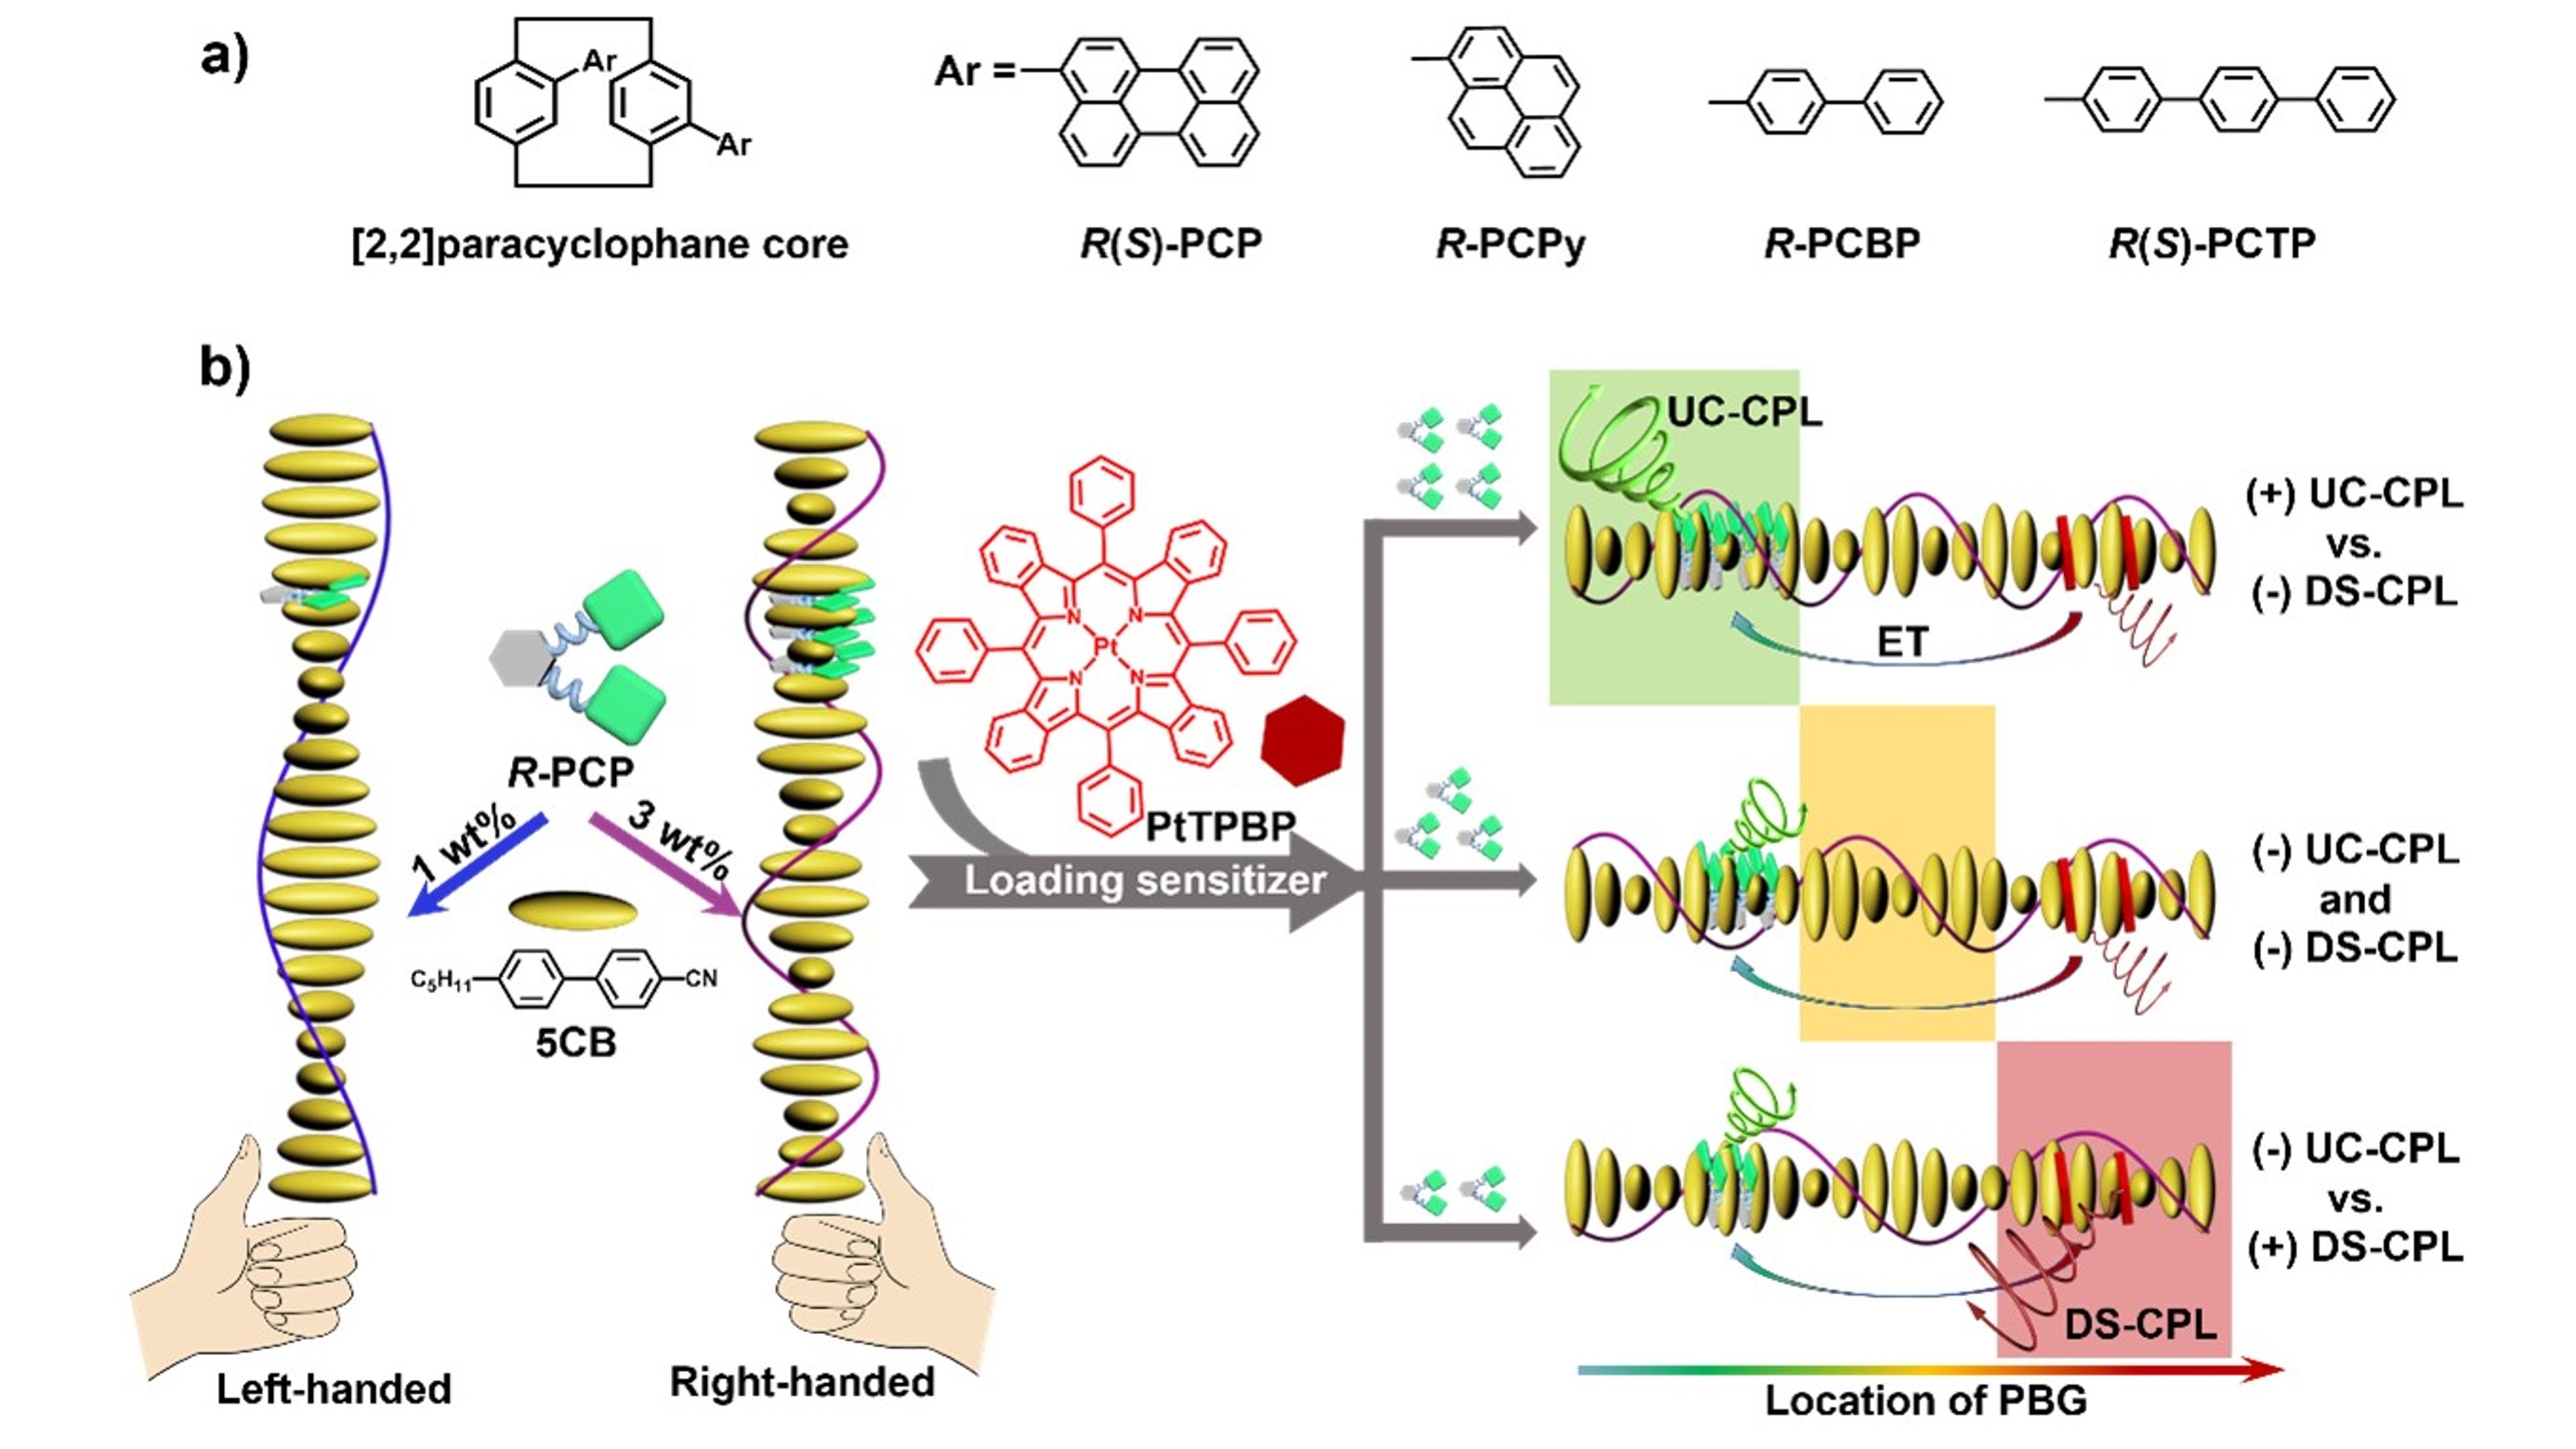 a)
Ar
Ar
Ar =
[2,2]paracyclophane core
R(S)-PCP
R-PCPy
R-PCBP
R(S)-PCTP
b)
R-PCP
1 wt%
3 wt%
C5H11
CN
5CB
Left-handed
Right-handed
N
N
Pt
N
N
PtTPBP
Loading sensitizer
UC-CPL
ET
(+) UC-CPL
vs.
(-) DS-CPL
(-) UC-CPL
and
(-) DS-CPL
(-) UC-CPL
vs.
(+) DS-CPL
DS-CPL
Location of PBG